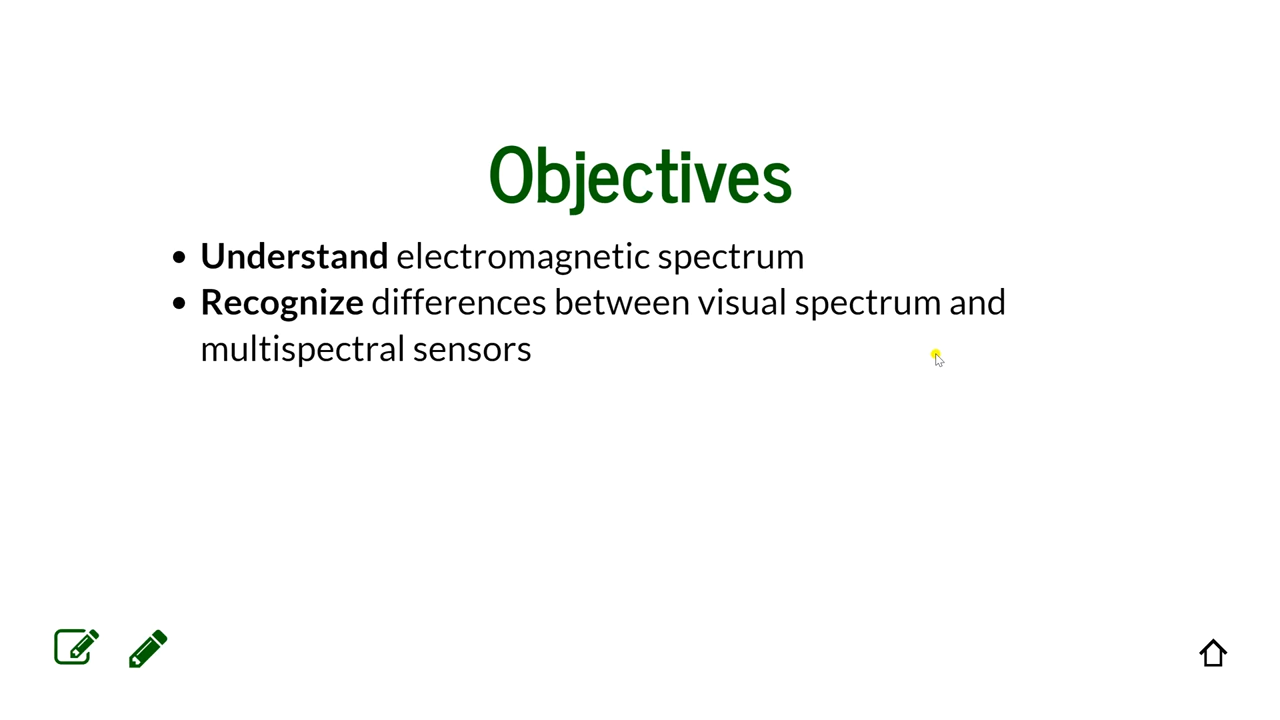 Objectives
• Understand electromagnetic spectrum
• Recognize differences between visual spectrum and
multispectral sensors